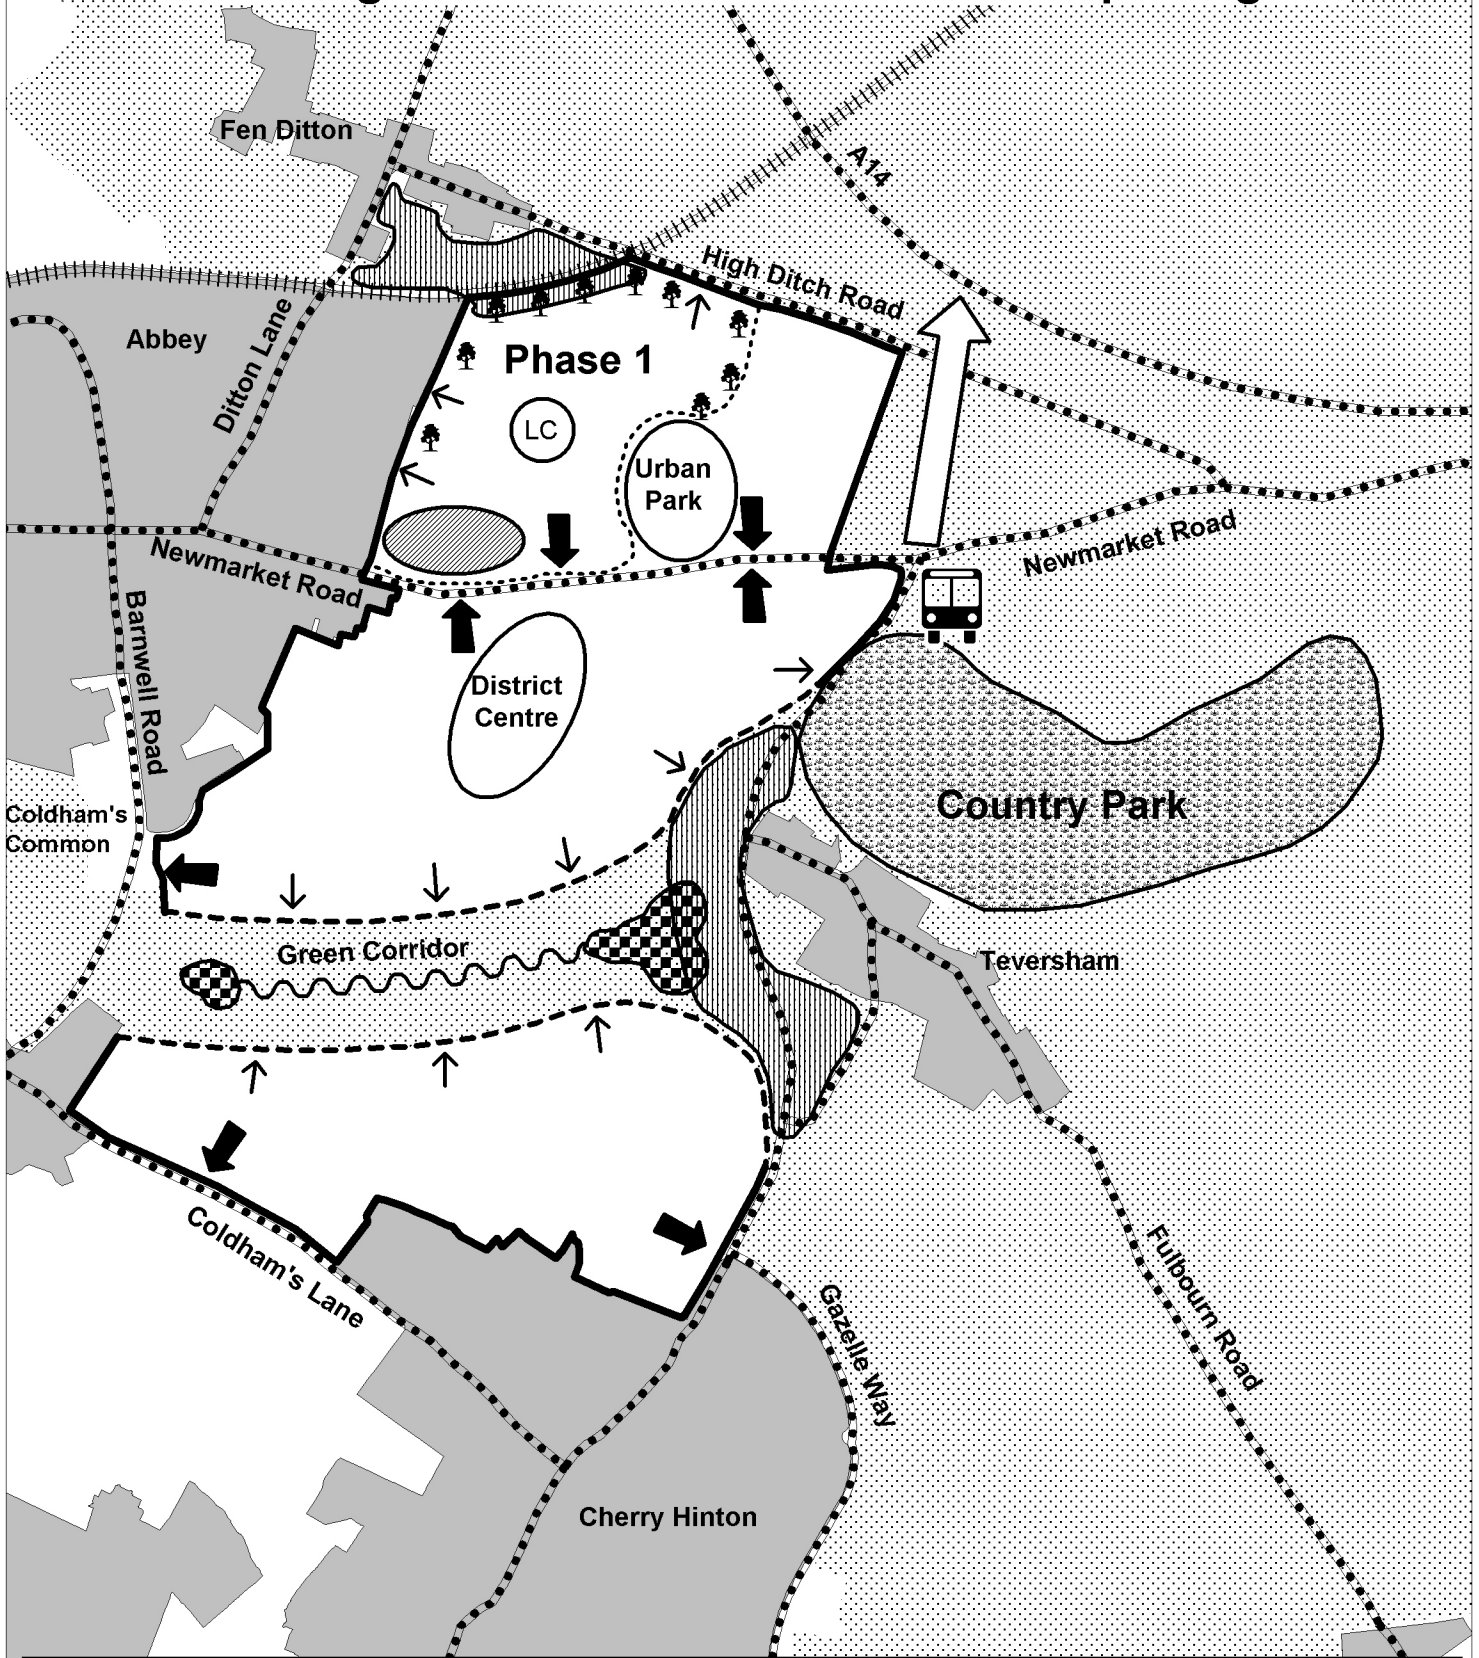 Fen Ditton
A14
High Ditch Road
Abbey
Ditton Lane
Phase 1
LC
Urban
Park
Newmarket Road
Newmarket Road
Barnwell Road
District
Centre
Country Park
Coldham's
Common
Green Corridor
Teversham
Coldham's Lane
Gazelle Way
Fulbourn Road
Cherry Hinton